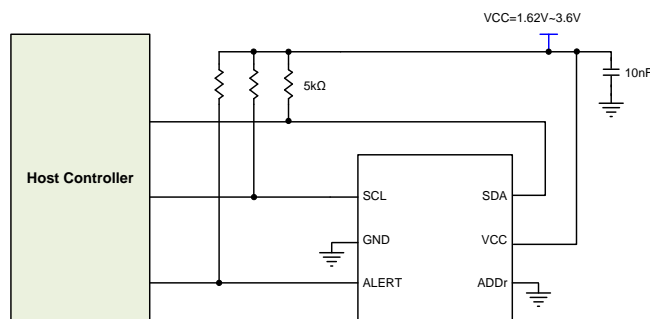 VCC=1.62V~3.6V
5kΩ
10nF
Host Controller
SCL
SDA
GND
VCC
ALERT
ADDr